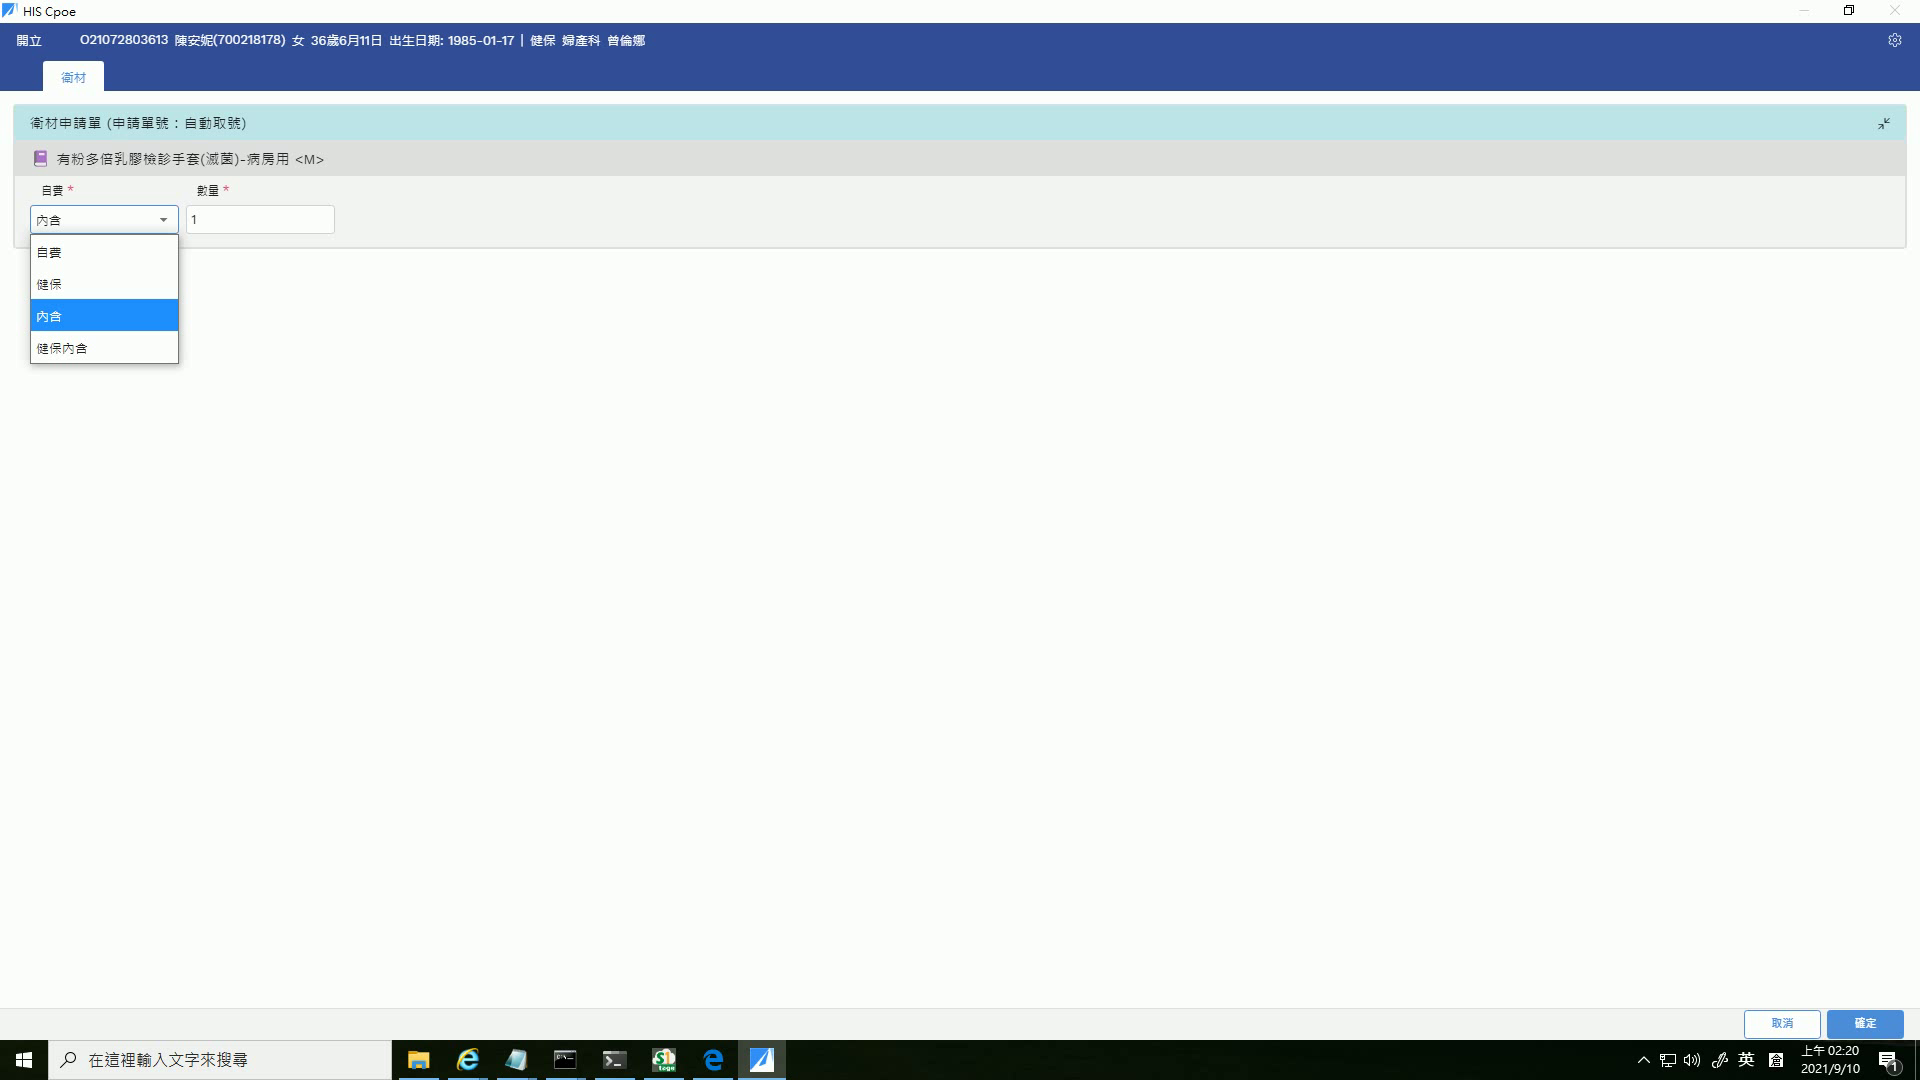 HIS Cpoe
開立 O21072803613 陳安妮(700218178) 女 36歲6月11日 出生日期: 1985-01-17 | 健保 婦產科 曾倫娜
衛材
衛材申請單 (申請單號：自動取號)
有粉多倍乳膠檢診手套(滅菌)-病房用 <M>
自費 * 數量 *
內含 1
自費
健保
內含
健保內含
取消 確定
在這裡輸入文字來搜尋
英
上午 02:20
2021/9/10
1